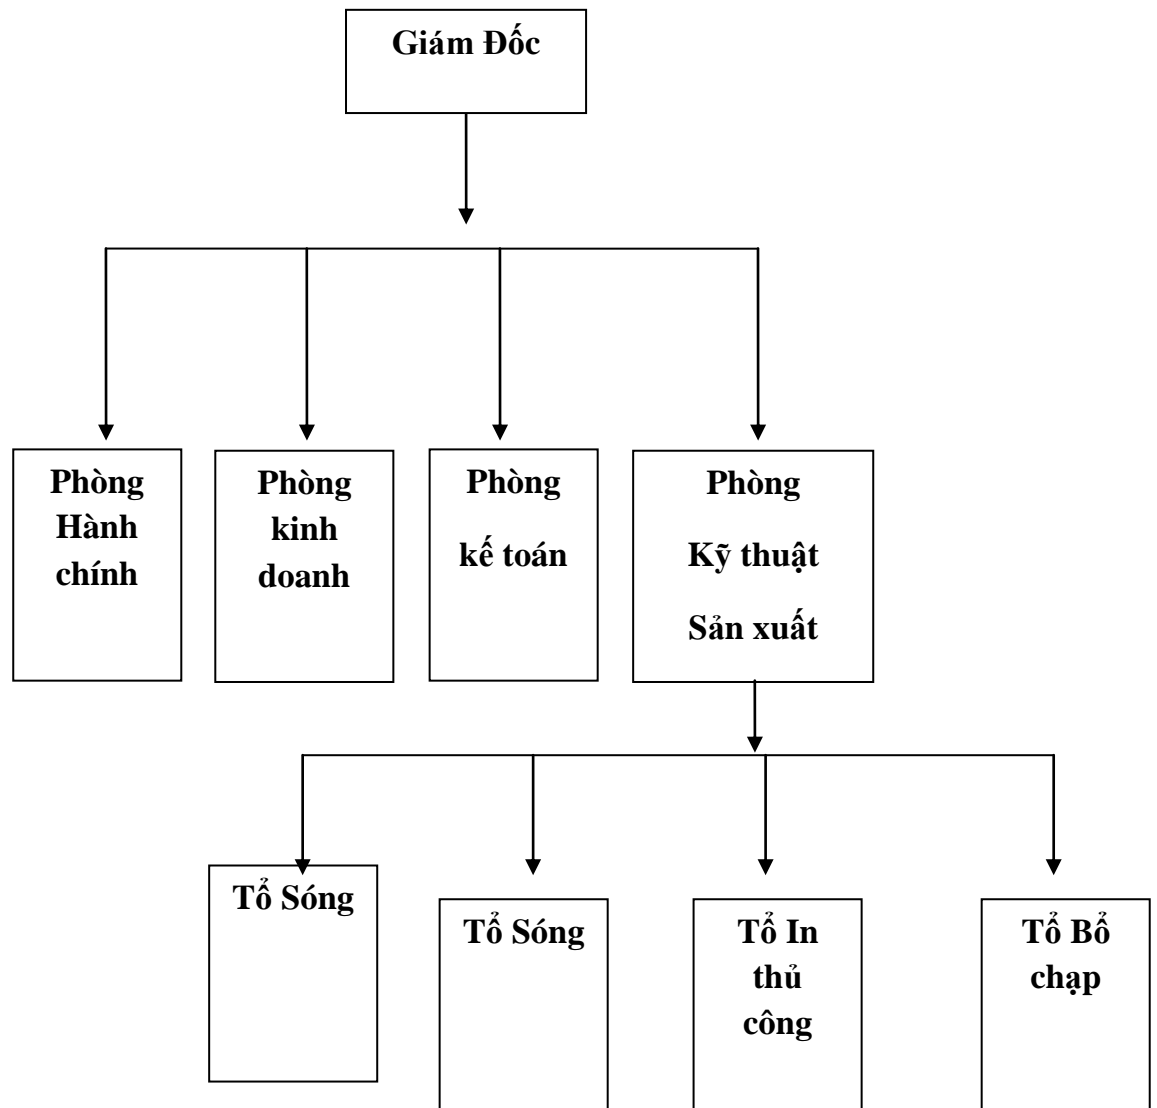 Giám Đốc
Phòng
Hành
chính
Phòng
kinh
doanh
Phòng
kế toán
Phòng
Kỹ thuật
Sản xuất
Tổ Sóng
Tổ Sóng
Tổ In
thủ
công
Tổ Bổ
chạp